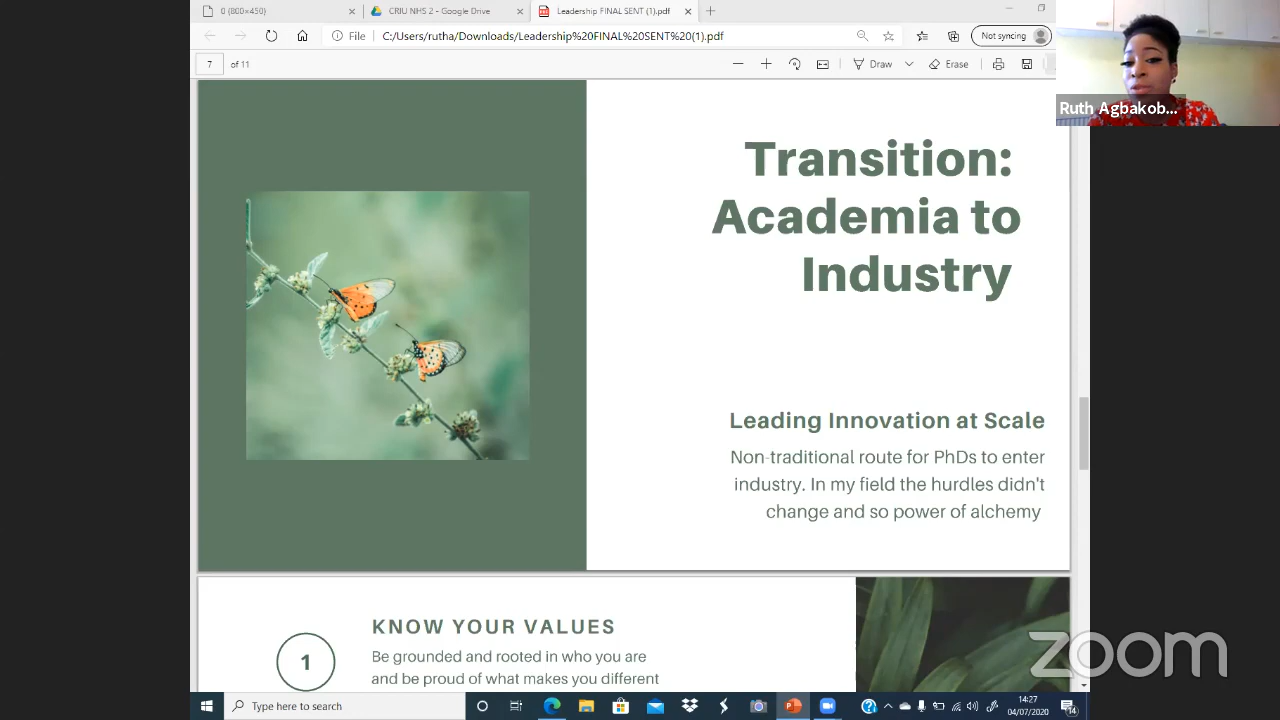 0 (800×450)
CRIU NHS 2 - Google Drive
Leadership FINAL SENT (1).pdf
File
C:/Users/rutha/Downloads/Leadership%20FINAL%20SENT%20(1).pdf
Not syncing
7
of 11
Draw
Erase
Ruth Agbakob...
Transition:
Academia to
Industry
Leading Innovation at Scale
Non-traditional route for PhDs to enter
industry. In my field the hurdles didn't
change and so power of alchemy
1
KNOW YOUR VALUES
Be grounded and rooted in who you are
and be proud of what makes you different
zoom
Type here to search
14:27
04/07/2020
14